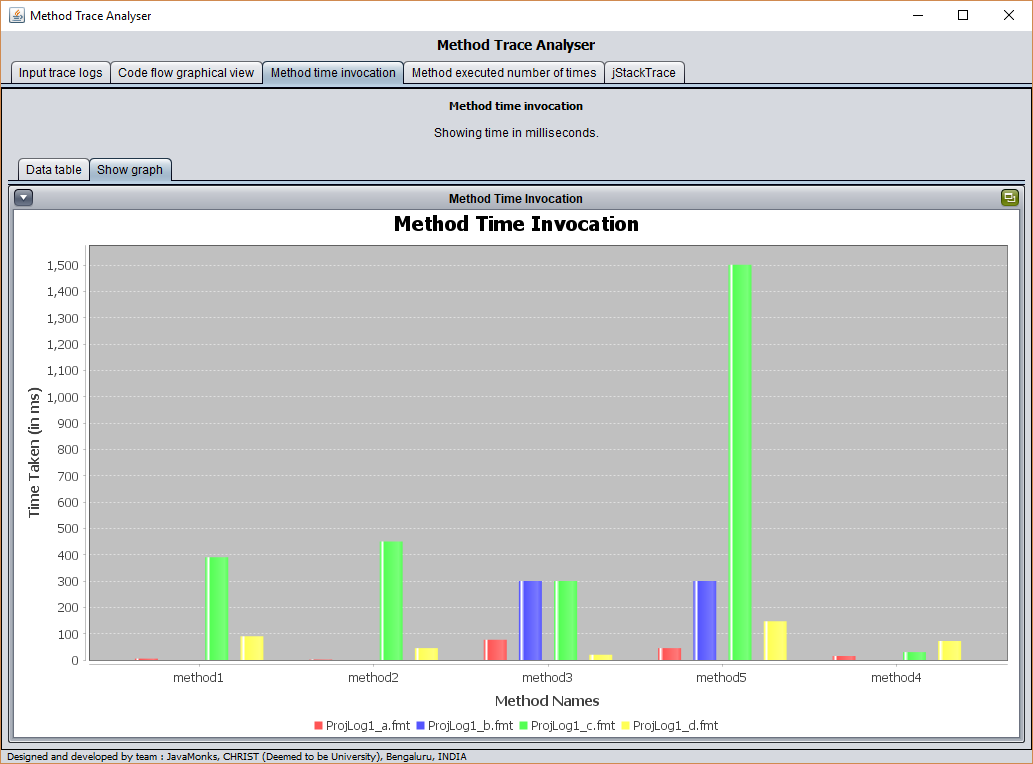 Method Trace Analyser
Method Trace Analyser
Input trace logs Code flow graphical view Method time invocation Method executed number of times jStackTrace
Method time invocation
Showing time in milliseconds.
Data table Show graph
Method Time Invocation
Method Time Invocation
1,500
1,400
1,300
1,200
1,100
1,000
900
800
700
600
500
400
300
200
100
0
Time Taken (in ms)
method1 method2 method3 method5 method4
Method Names
ProjLog1_a.fmt ProjLog1_b.fmt ProjLog1_c.fmt ProjLog1_d.fmt
Designed and developed by team : JavaMonks, CHRIST (Deemed to be University), Bengaluru, INDIA